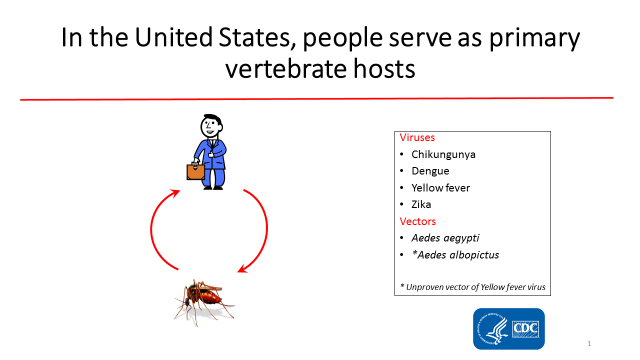 In the United States, people serve as primary
vertebrate hosts
Viruses
• Chikungunya
• Dengue
• Yellow fever
• Zika
Vectors
• Aedes aegypti
• *Aedes albopictus
* Unproven vector of Yellow fever virus
CDC
1